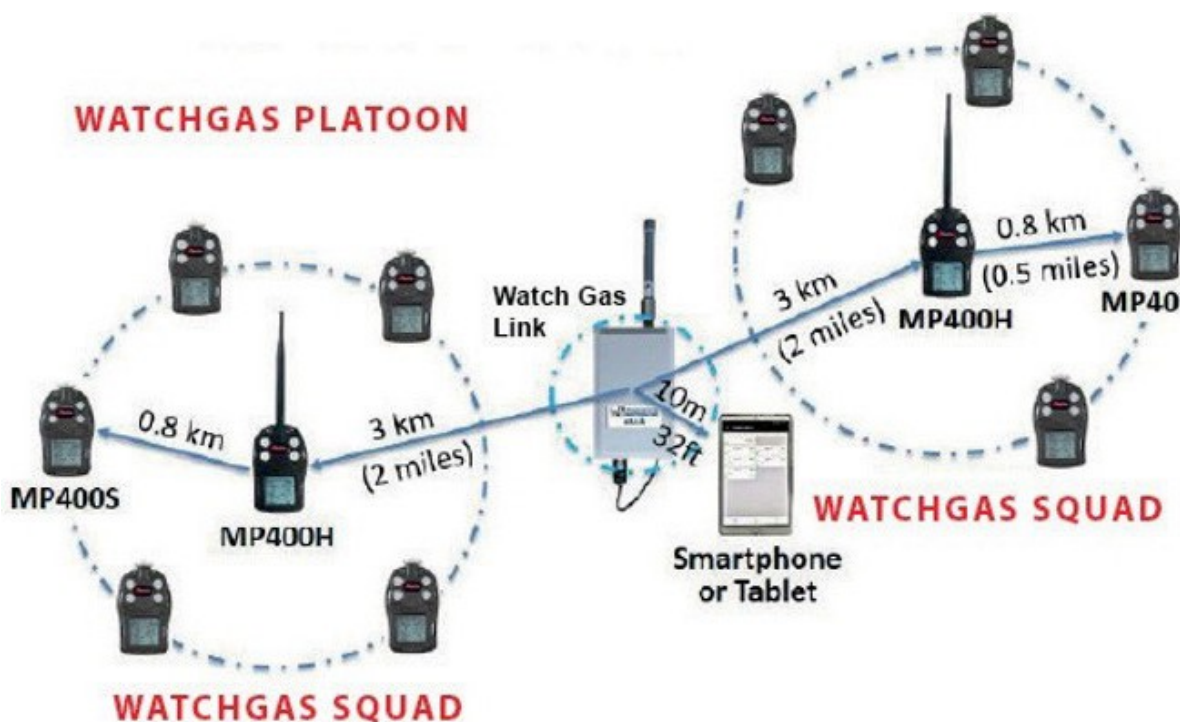 WATCHGAS PLATOON
0.8 km
(0.5 miles)
MP40
MP400H
Watch Gas
Link
3 km
(2 miles)
10m
32ft
0.8 km
3 km
(2 miles)
MP400S
MP400H
WATCHGAS SQUAD
Smartphone
or Tablet
WATCHGAS SQUAD